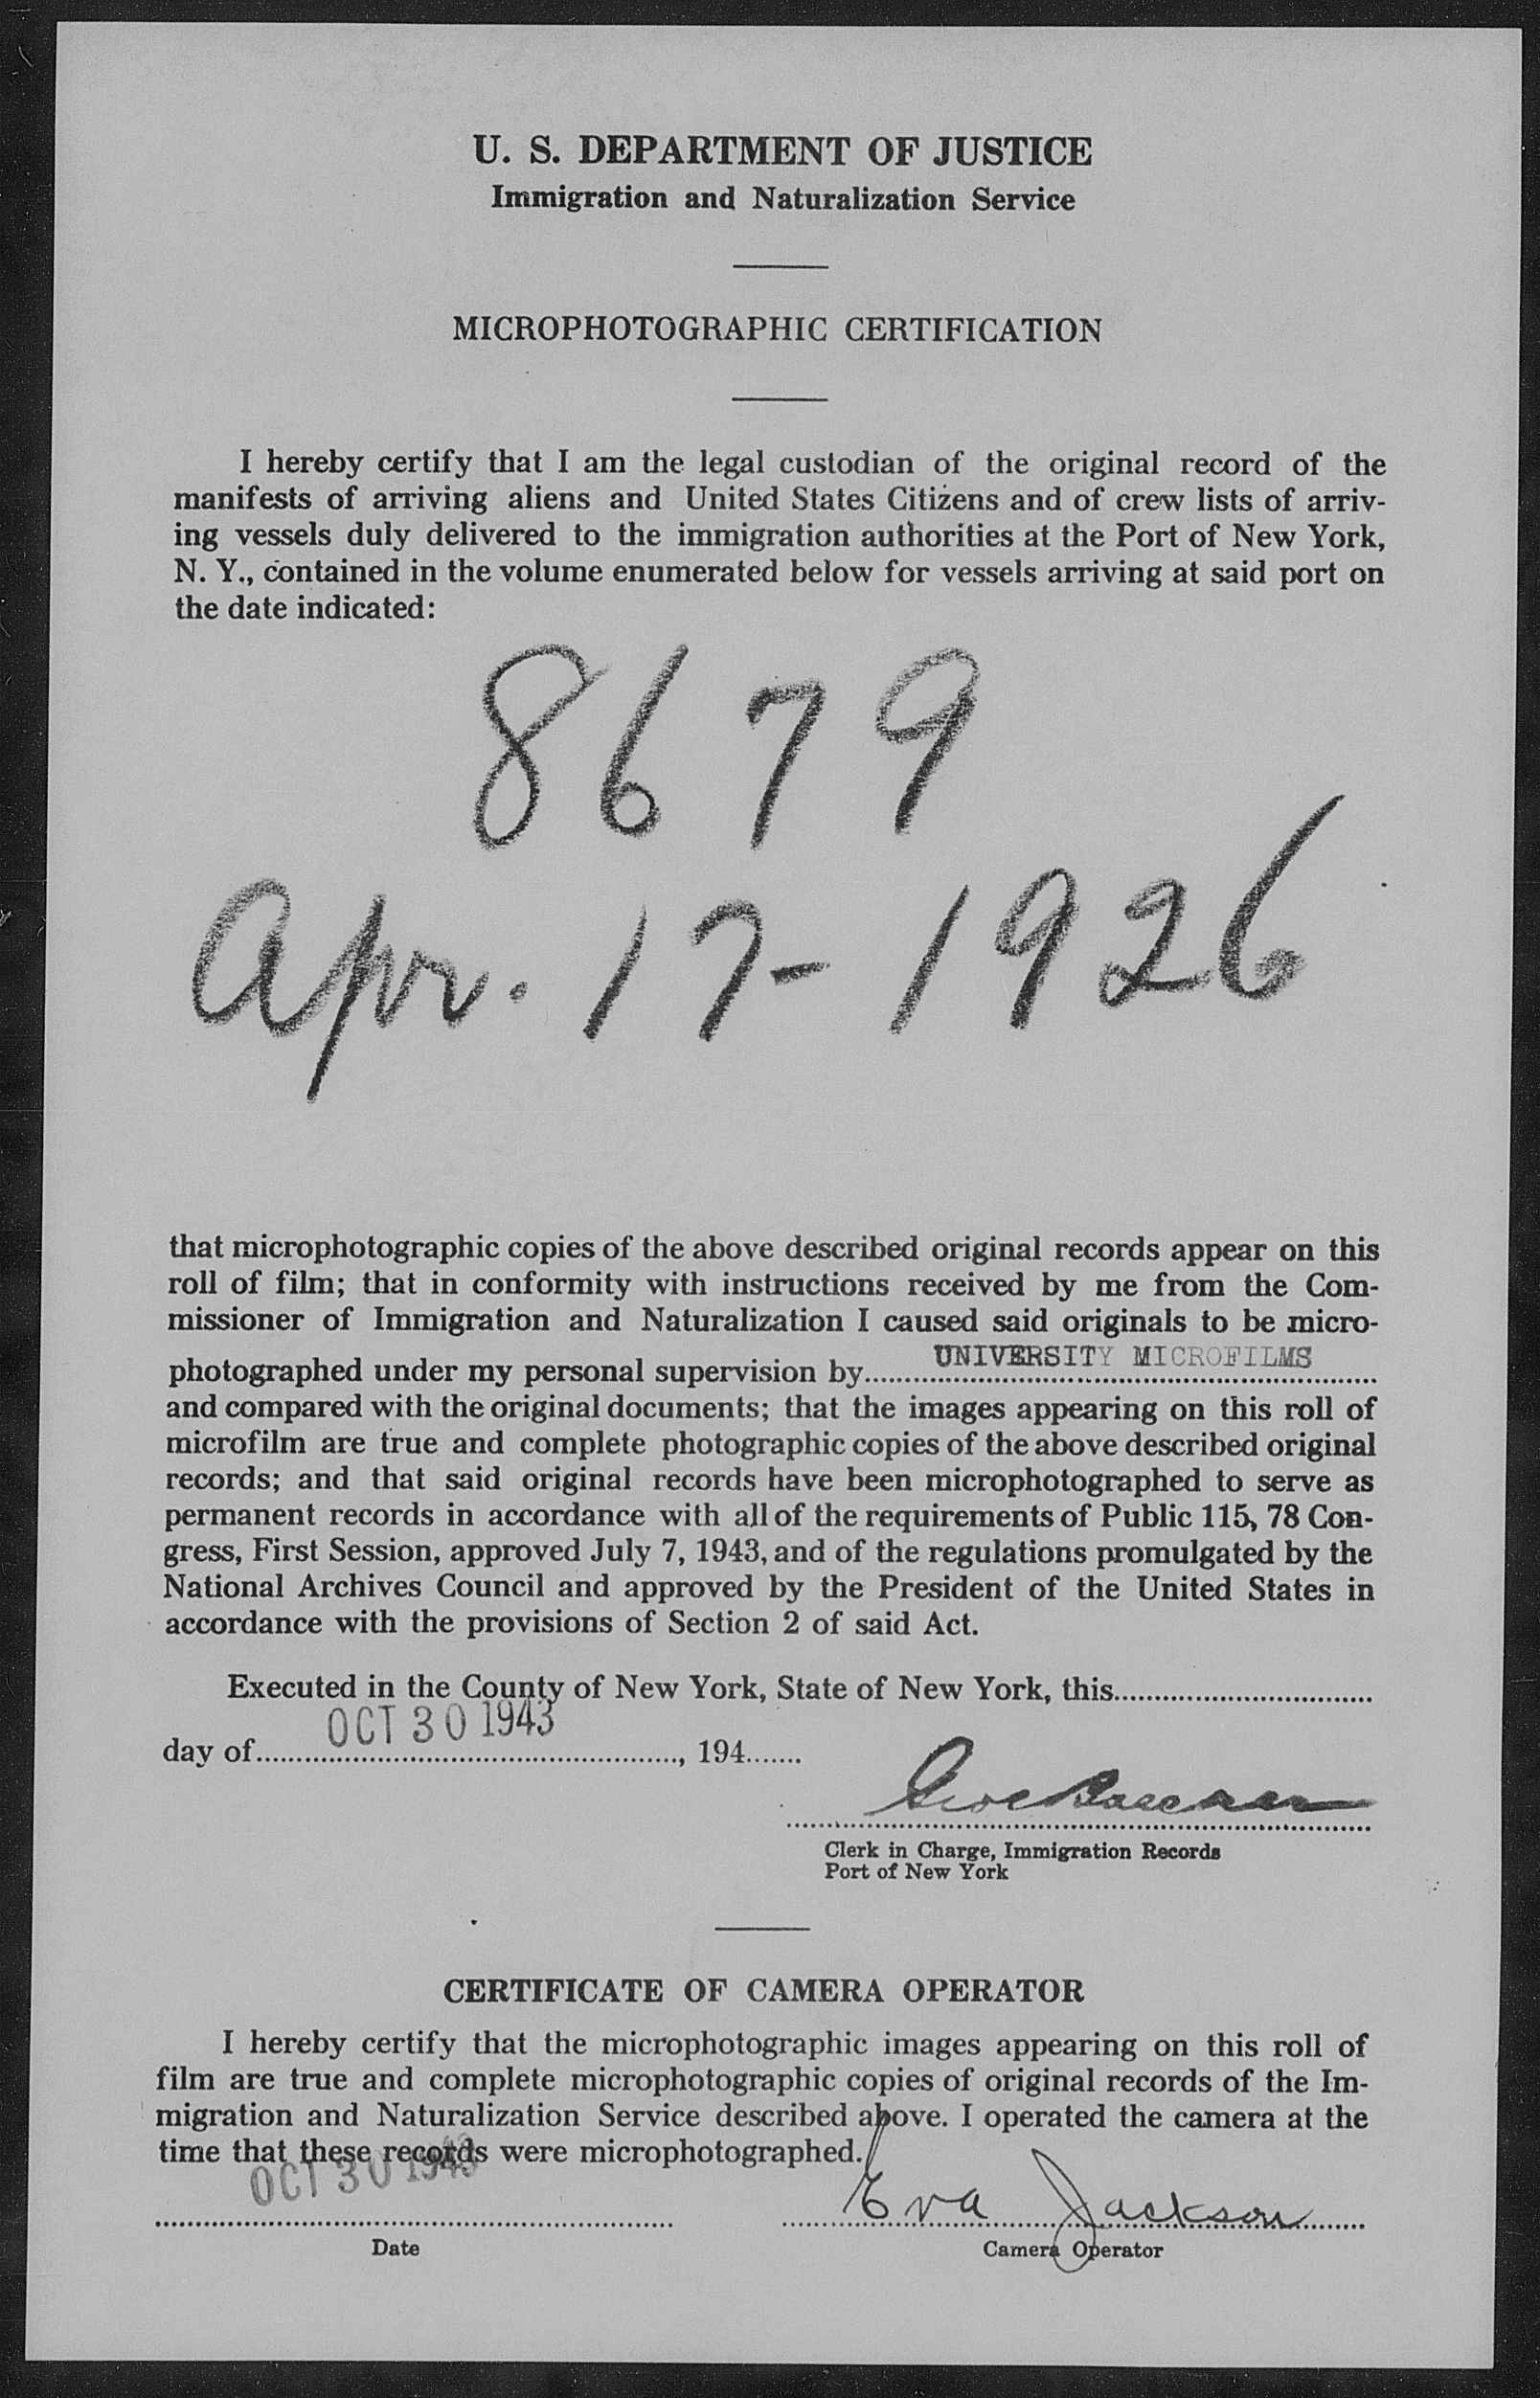 U. S. DEPARTMENT OF JUSTICE
Immigration and Naturalization Service
MICROPHOTOGRAPHIC CERTIFICATION
I hereby certify that I am the legal custodian of the original record of the
manifests of arriving aliens and United States Citizens and of crew lists of arriv-
ing vessels duly delivered to the immigration authorities at the Port of New York,
N. Y., contained in the volume enumerated below for vessels arriving at said port on
the date indicated:
8679
Apr. 17-1926
that microphotographic copies of the above described original records appear on this
roll of film; that in conformity with instructions received by me from the Com-
missioner of Immigration and Naturalization I caused said originals to be micro-
photographed under my personal supervision by UNIVERSITY MICROFILMS
and compared with the original documents; that the images appearing on this roll of
microfilm are true and complete photographic copies of the above described original
records; and that said original records have been microphotographed to serve as
permanent records in accordance with all of the requirements of Public 115, 78 Con-
gress, First Session, approved July 7, 1943, and of the regulations promulgated by the
National Archives Council and approved by the President of the United States in
accordance with the provisions of Section 2 of said Act.
Executed in the County of New York, State of New York, this
day of OCT 30 1943, 194
Clerk in Charge, Immigration Records
Port of New York
CERTIFICATE OF CAMERA OPERATOR
I hereby certify that the microphotographic images appearing on this roll of
film are true and complete microphotographic copies of original records of the Im-
migration and Naturalization Service described above. I operated the camera at the
time that these records were microphotographed.
OCT 30 1943 Eva Jackson
Date Camera Operator